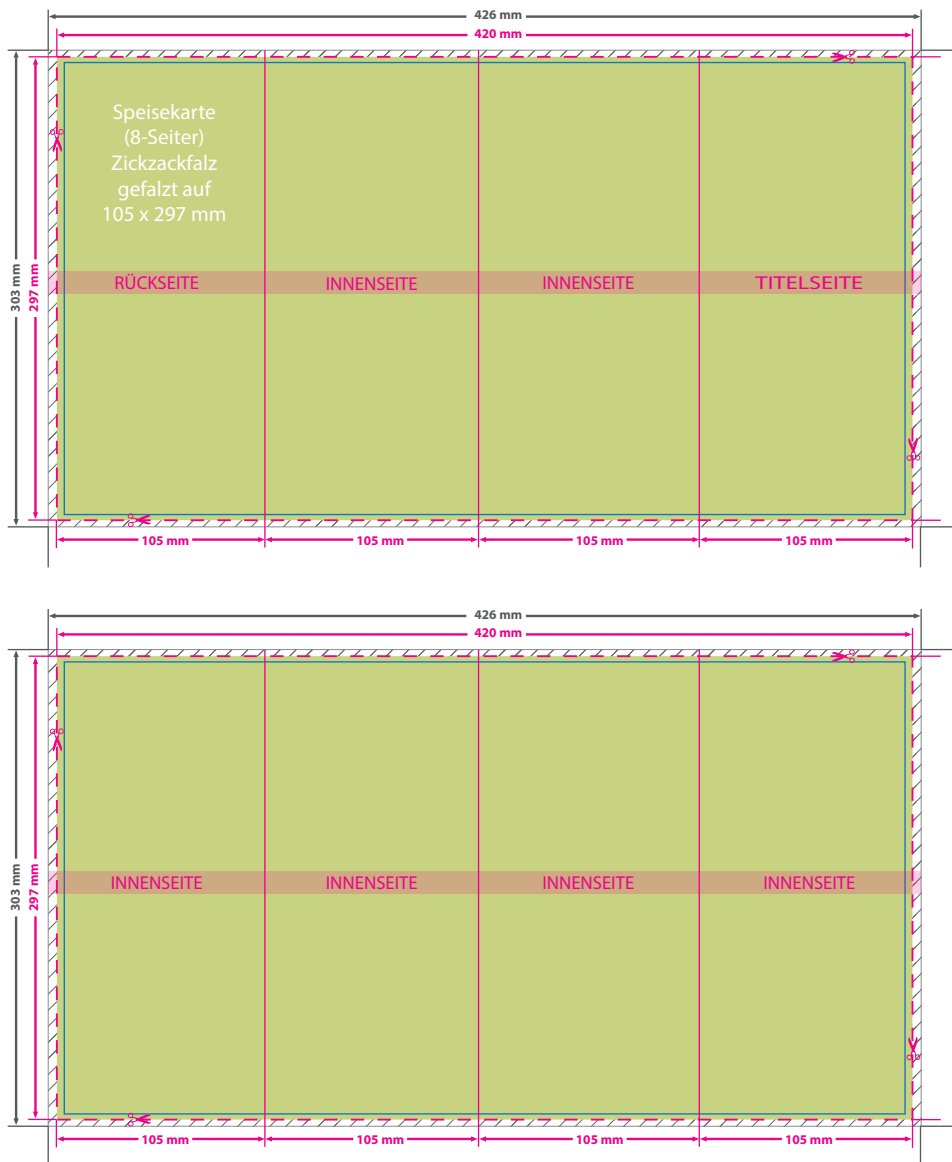 426 mm
420 mm
Speisekarte
(8-Seiter)
Zickzackfalz
gefalzt auf
105 x 297 mm
303 mm
297 mm
RÜCKSEITE
INNENSEITE
INNENSEITE
TITELSEITE
105 mm
105 mm
105 mm
105 mm
426 mm
420 mm
303 mm
297 mm
INNENSEITE
INNENSEITE
INNENSEITE
INNENSEITE
105 mm
105 mm
105 mm
105 mm